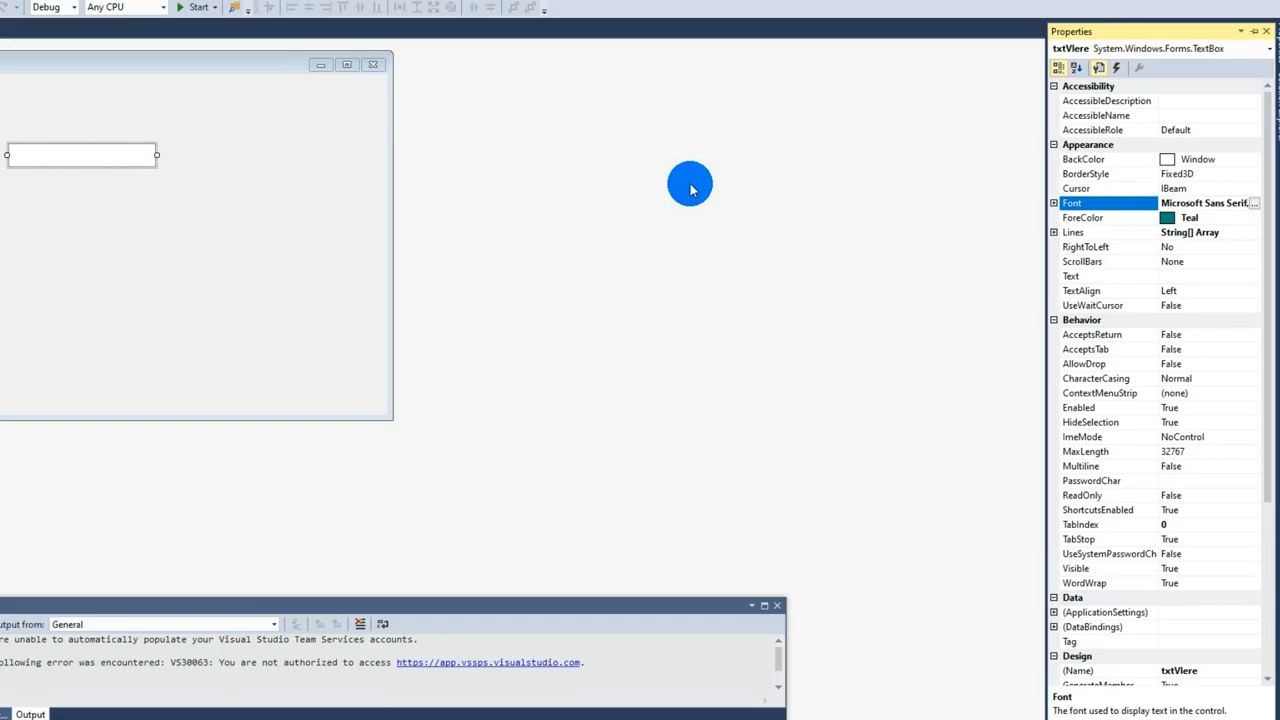 Debug Any CPU Start
Properties
txtVlere System.Windows.Forms.TextBox
Accessibility
AccessibleDescription
AccessibleName
AccessibleRole Default
Appearance
BackColor Window
BorderStyle Fixed3D
Cursor IBeam
Font Microsoft Sans Serif, ...
ForeColor Teal
Lines String[] Array
RightToLeft No
ScrollBars None
Text
TextAlign Left
UseWaitCursor False
Behavior
AcceptsReturn False
AcceptsTab False
AllowDrop False
CharacterCasing Normal
ContextMenuStrip (none)
Enabled True
HideSelection True
ImeMode NoControl
MaxLength 32767
Multiline False
PasswordChar
ReadOnly False
ShortcutsEnabled True
TabIndex 0
TabStop True
UseSystemPasswordCh False
Visible True
WordWrap True
Data
(ApplicationSettings)
(DataBindings)
Tag
Design
(Name) txtVlere
GenerateMember True
Font
The font used to display text in the control.
utput from: General
re unable to automatically populate your Visual Studio Team Services accounts.
ollowing error was encountered: VS30063: You are not authorized to access https://app.vssps.visualstudio.com.
... Output